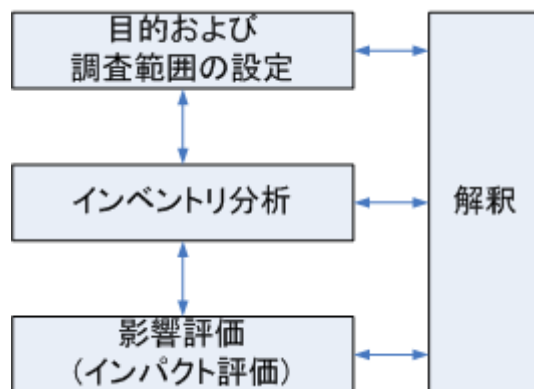 目的および
調査範囲の設定
インベントリ分析
解釈
影響評価
(インパクト評価)